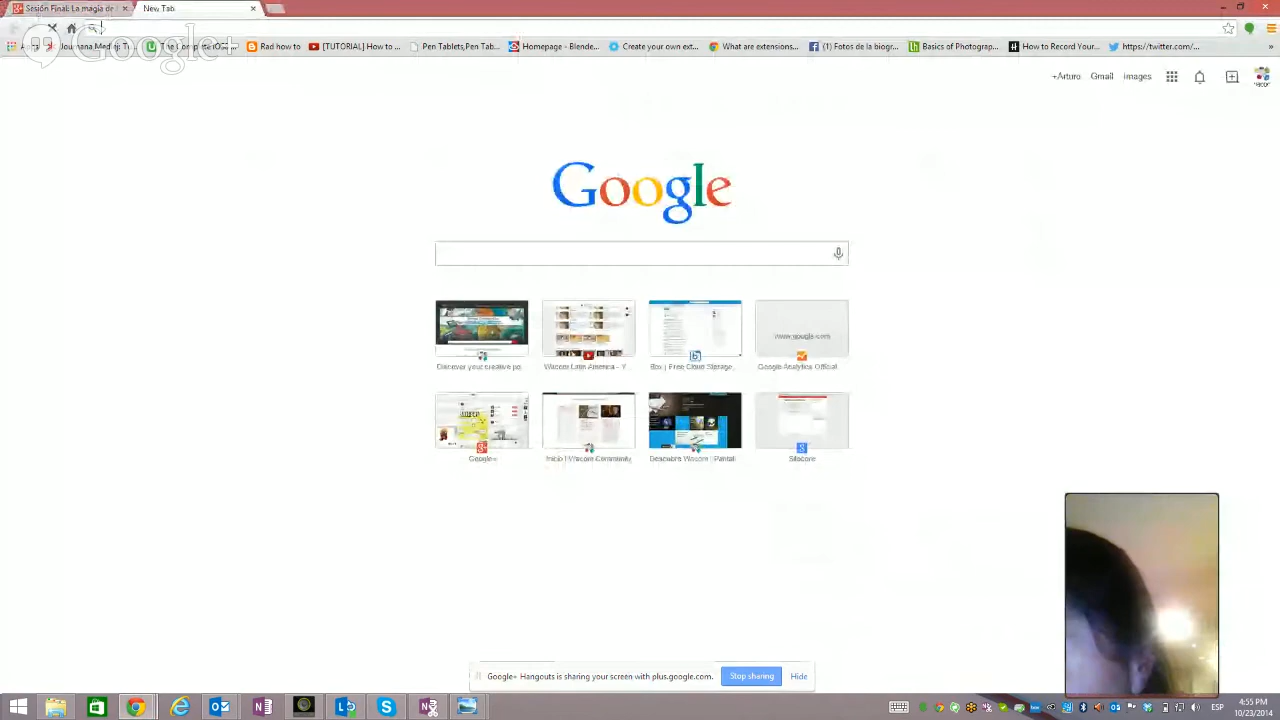 Sesión Final: La magia de
New Tab
Google+
Rad how to
[TUTORIAL] How to ...
Pen Tablets,Pen Tab...
Homepage - Blende...
Create your own ext...
What are extensions...
(1) Fotos de la biogr...
Basics of Photograp...
How to Record Your...
https://twitter.com/...
»
+Arturo Gmail Images
Google
www.google.com
Discover your creative po
Wacom Latin America - Y...
Box | Free Cloud Storage...
Google Analytics Official
Google+
Inicio | Wacom Community
Descubre Wacom | Pantall
Sitecore
Google+ Hangouts is sharing your screen with plus.google.com.
Stop sharing
Hide
ESP
4:55 PM
10/23/2014